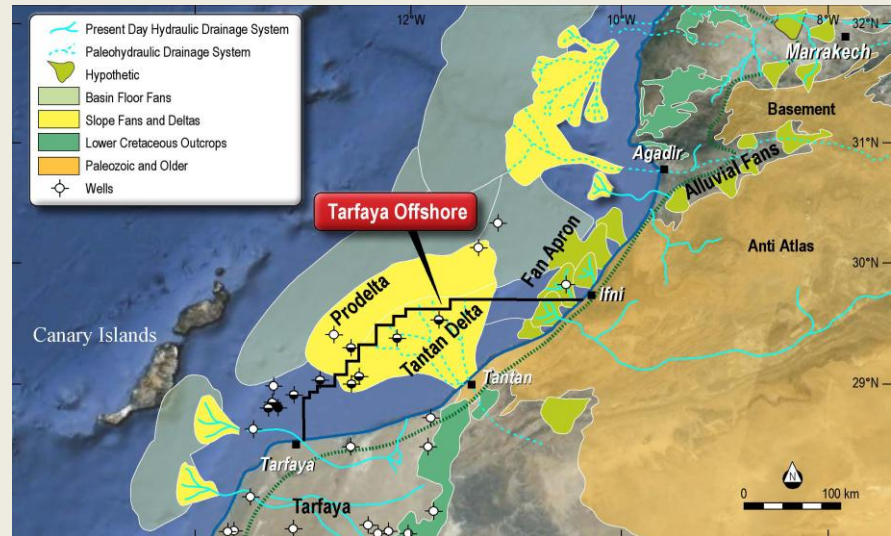 12°W
10°W
8°W
32°N
31°N
30°N
29°N
Present Day Hydraulic Drainage System
Paleohydraulic Drainage System
Hypothetic
Basin Floor Fans
Slope Fans and Deltas
Lower Cretaceous Outcrops
Paleozoic and Older
Wells
Marrakech
Basement
Agadir
Alluvial Fans
Tarfaya Offshore
Fan Apron
Anti Atlas
Prodelta
Ifni
Canary Islands
Tantan Delta
Tantan
Tarfaya
Tarfaya
N
0 100 km